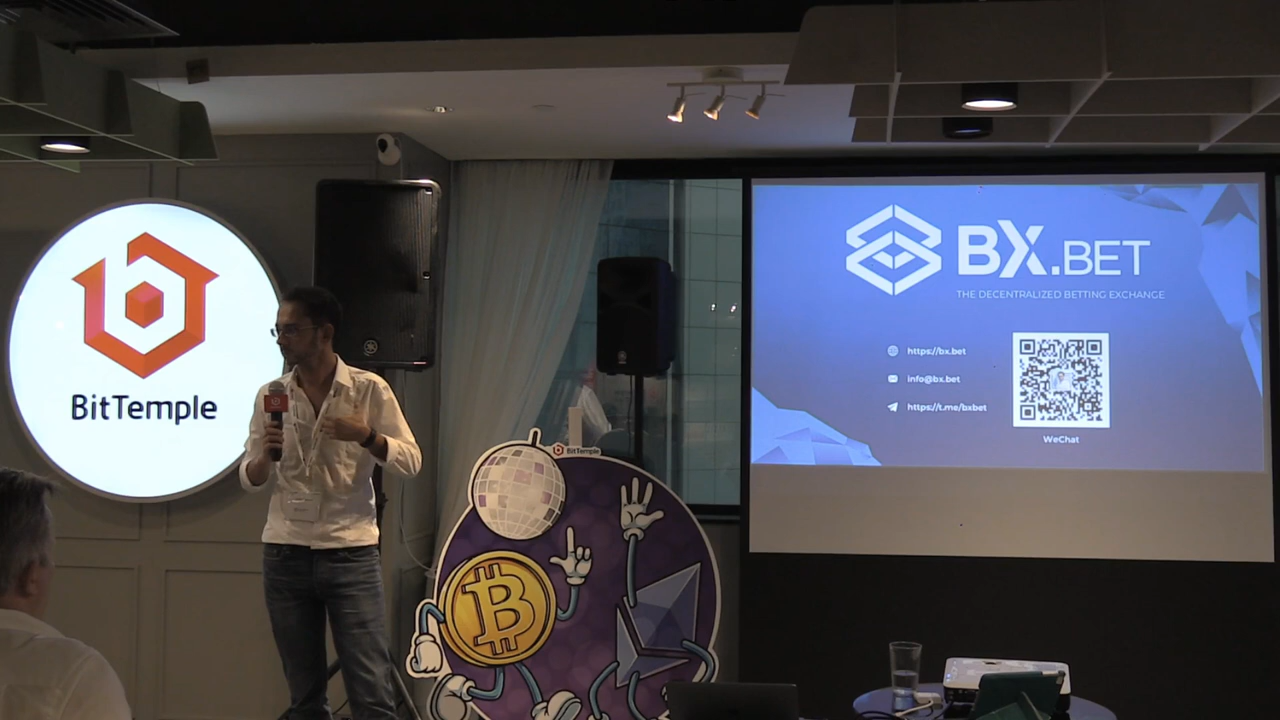 BitTemple
BitTemple
BX.BET
THE DECENTRALIZED BETTING EXCHANGE
https://bx.bet
info@bx.bet
https://t.me/bxbet
WeChat